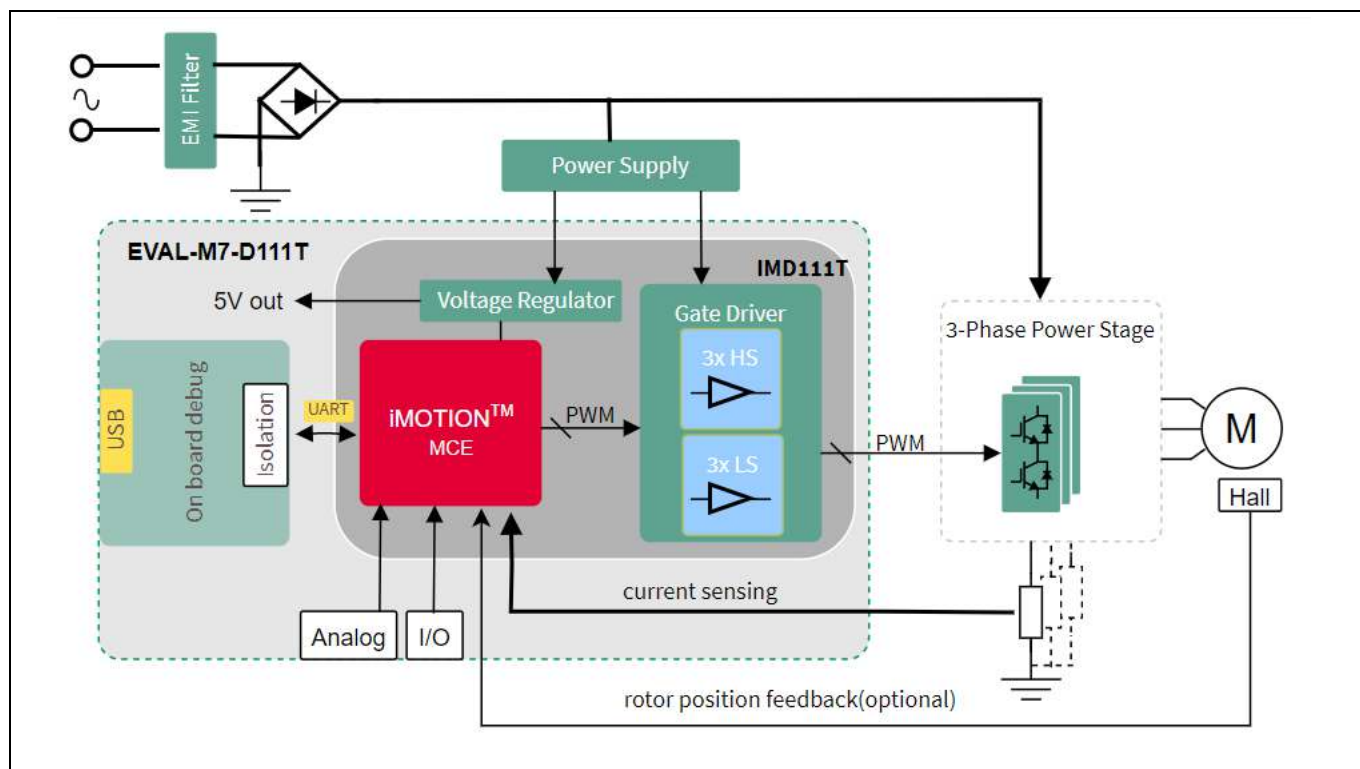 EMI Filter
Power Supply
EVAL-M7-D111T
IMD111T
5V out
Voltage Regulator
Gate Driver
3x HS
3x LS
3-Phase Power Stage
USB
On board debug
Isolation
UART
iMOTION™
MCE
PWM
PWM
M
Hall
current sensing
Analog
I/O
rotor position feedback(optional)